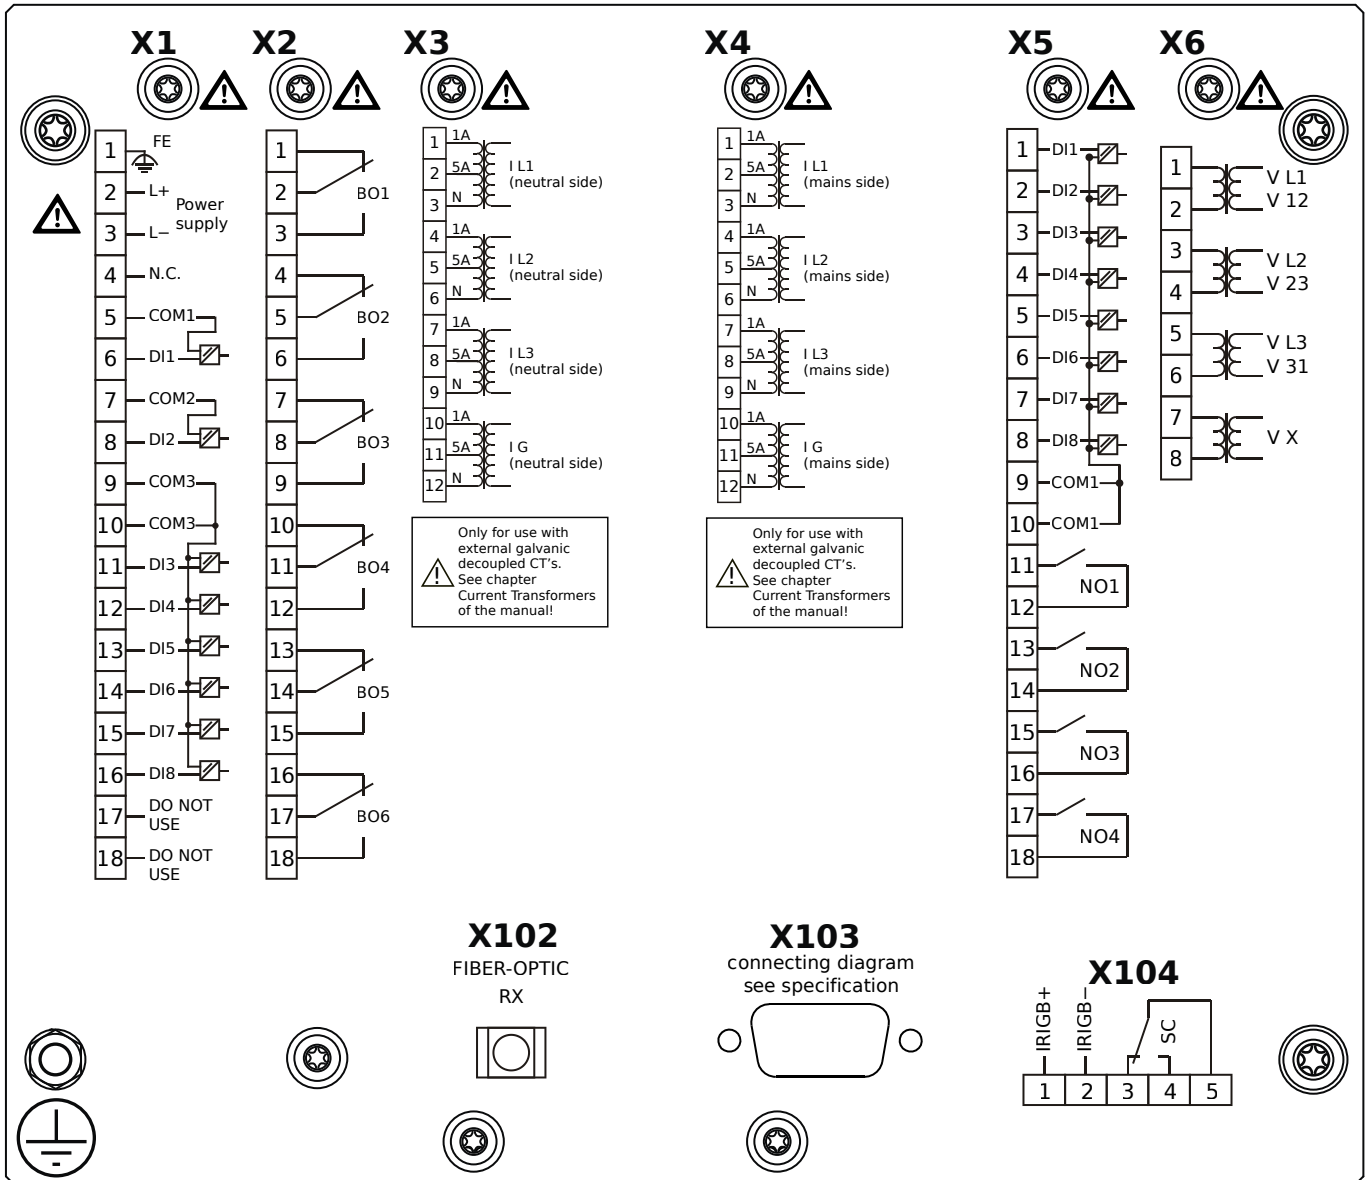 X1
X2
X3
X4
X5
X6
1
FE
2
L+
Power
supply
3
L−
4
N.C.
5
COM1
6
DI1
7
COM2
8
DI2
9
COM3
10
COM3
11
DI3
12
DI4
13
DI5
14
DI6
15
DI7
16
DI8
17
DO NOT
USE
18
DO NOT
USE
1
2
BO1
3
4
5
BO2
6
7
8
BO3
9
10
11
BO4
12
13
14
BO5
15
16
17
BO6
18
1
1A
2
5A
I L1
(neutral side)
3
N
4
1A
5
5A
I L2
(neutral side)
6
N
7
1A
8
5A
I L3
(neutral side)
9
N
10
1A
11
5A
I G
(neutral side)
12
N
Only for use with
external galvanic
decoupled CT's.
See chapter
Current Transformers
of the manual!
1
1A
2
5A
I L1
(mains side)
3
N
4
1A
5
5A
I L2
(mains side)
6
N
7
1A
8
5A
I L3
(mains side)
9
N
10
1A
11
5A
I G
(mains side)
12
N
Only for use with
external galvanic
decoupled CT's.
See chapter
Current Transformers
of the manual!
1
DI1
2
DI2
3
DI3
4
DI4
5
DI5
6
DI6
7
DI7
8
DI8
9
COM1
10
COM1
11
NO1
12
13
NO2
14
15
NO3
16
17
NO4
18
1
V L1
V 12
2
3
V L2
V 23
4
5
V L3
V 31
6
7
V X
8
X102
FIBER-OPTIC
RX
X103
connecting diagram
see specification
X104
IRIGB+
IRIGB−
SC
1 2 3 4 5